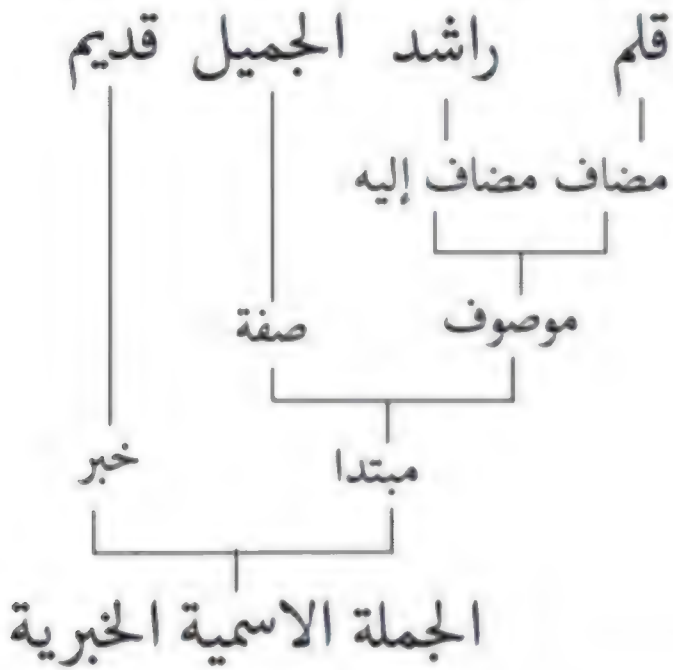 قلم راشد الجميل قديم
مضاف مضاف إليه
موصوف صفة
مبتدا خبر
الجملة الاسمية الخبرية